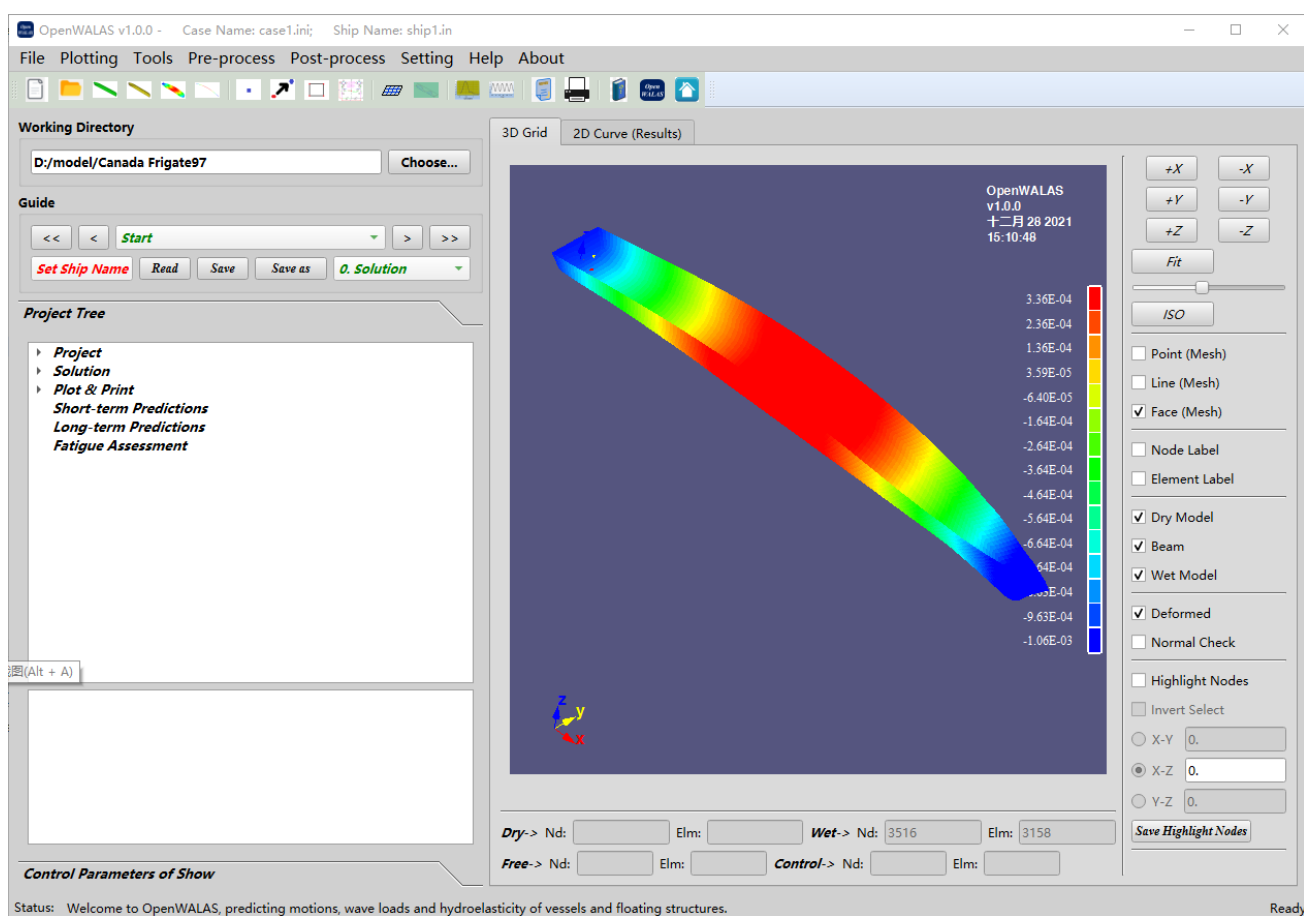 OpenWALAS v1.0.0 - Case Name: case1.ini; Ship Name: ship1.in
File Plotting Tools Pre-process Post-process Setting Help About
Open WALAS
Working Directory
D:/model/Canada Frigate97 Choose...
Guide
<< < Start > >>
Set Ship Name Read Save Save as 0. Solution
Project Tree
Project
Solution
Plot & Print
Short-term Predictions
Long-term Predictions
Fatigue Assessment
图(Alt + A)
Control Parameters of Show
3D Grid 2D Curve (Results)
OpenWALAS
v1.0.0
十二月 28 2021
15:10:48
3.36E-04
2.36E-04
1.36E-04
3.59E-05
-6.40E-05
-1.64E-04
-2.64E-04
-3.64E-04
-4.64E-04
-5.64E-04
-6.64E-04
64E-04
E-04
-9.63E-04
-1.06E-03
z
y
x
+X -X
+Y -Y
+Z -Z
Fit
ISO
Point (Mesh)
Line (Mesh)
Face (Mesh)
Node Label
Element Label
Dry Model
Beam
Wet Model
Deformed
Normal Check
Highlight Nodes
Invert Select
X-Y 0.
X-Z 0.
Y-Z 0.
Save Highlight Nodes
Dry-> Nd: Elm: Wet-> Nd: 3516 Elm: 3158
Free-> Nd: Elm: Control-> Nd: Elm:
Status: Welcome to OpenWALAS, predicting motions, wave loads and hydroelasticity of vessels and floating structures. Ready